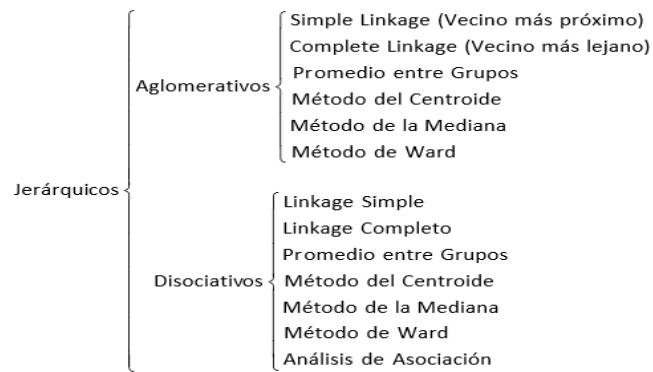 Jerárquicos
Aglomerativos
Simple Linkage (Vecino más próximo)
Complete Linkage (Vecino más lejano)
Promedio entre Grupos
Método del Centroide
Método de la Mediana
Método de Ward
Disociativos
Linkage Simple
Linkage Completo
Promedio entre Grupos
Método del Centroide
Método de la Mediana
Método de Ward
Análisis de Asociación